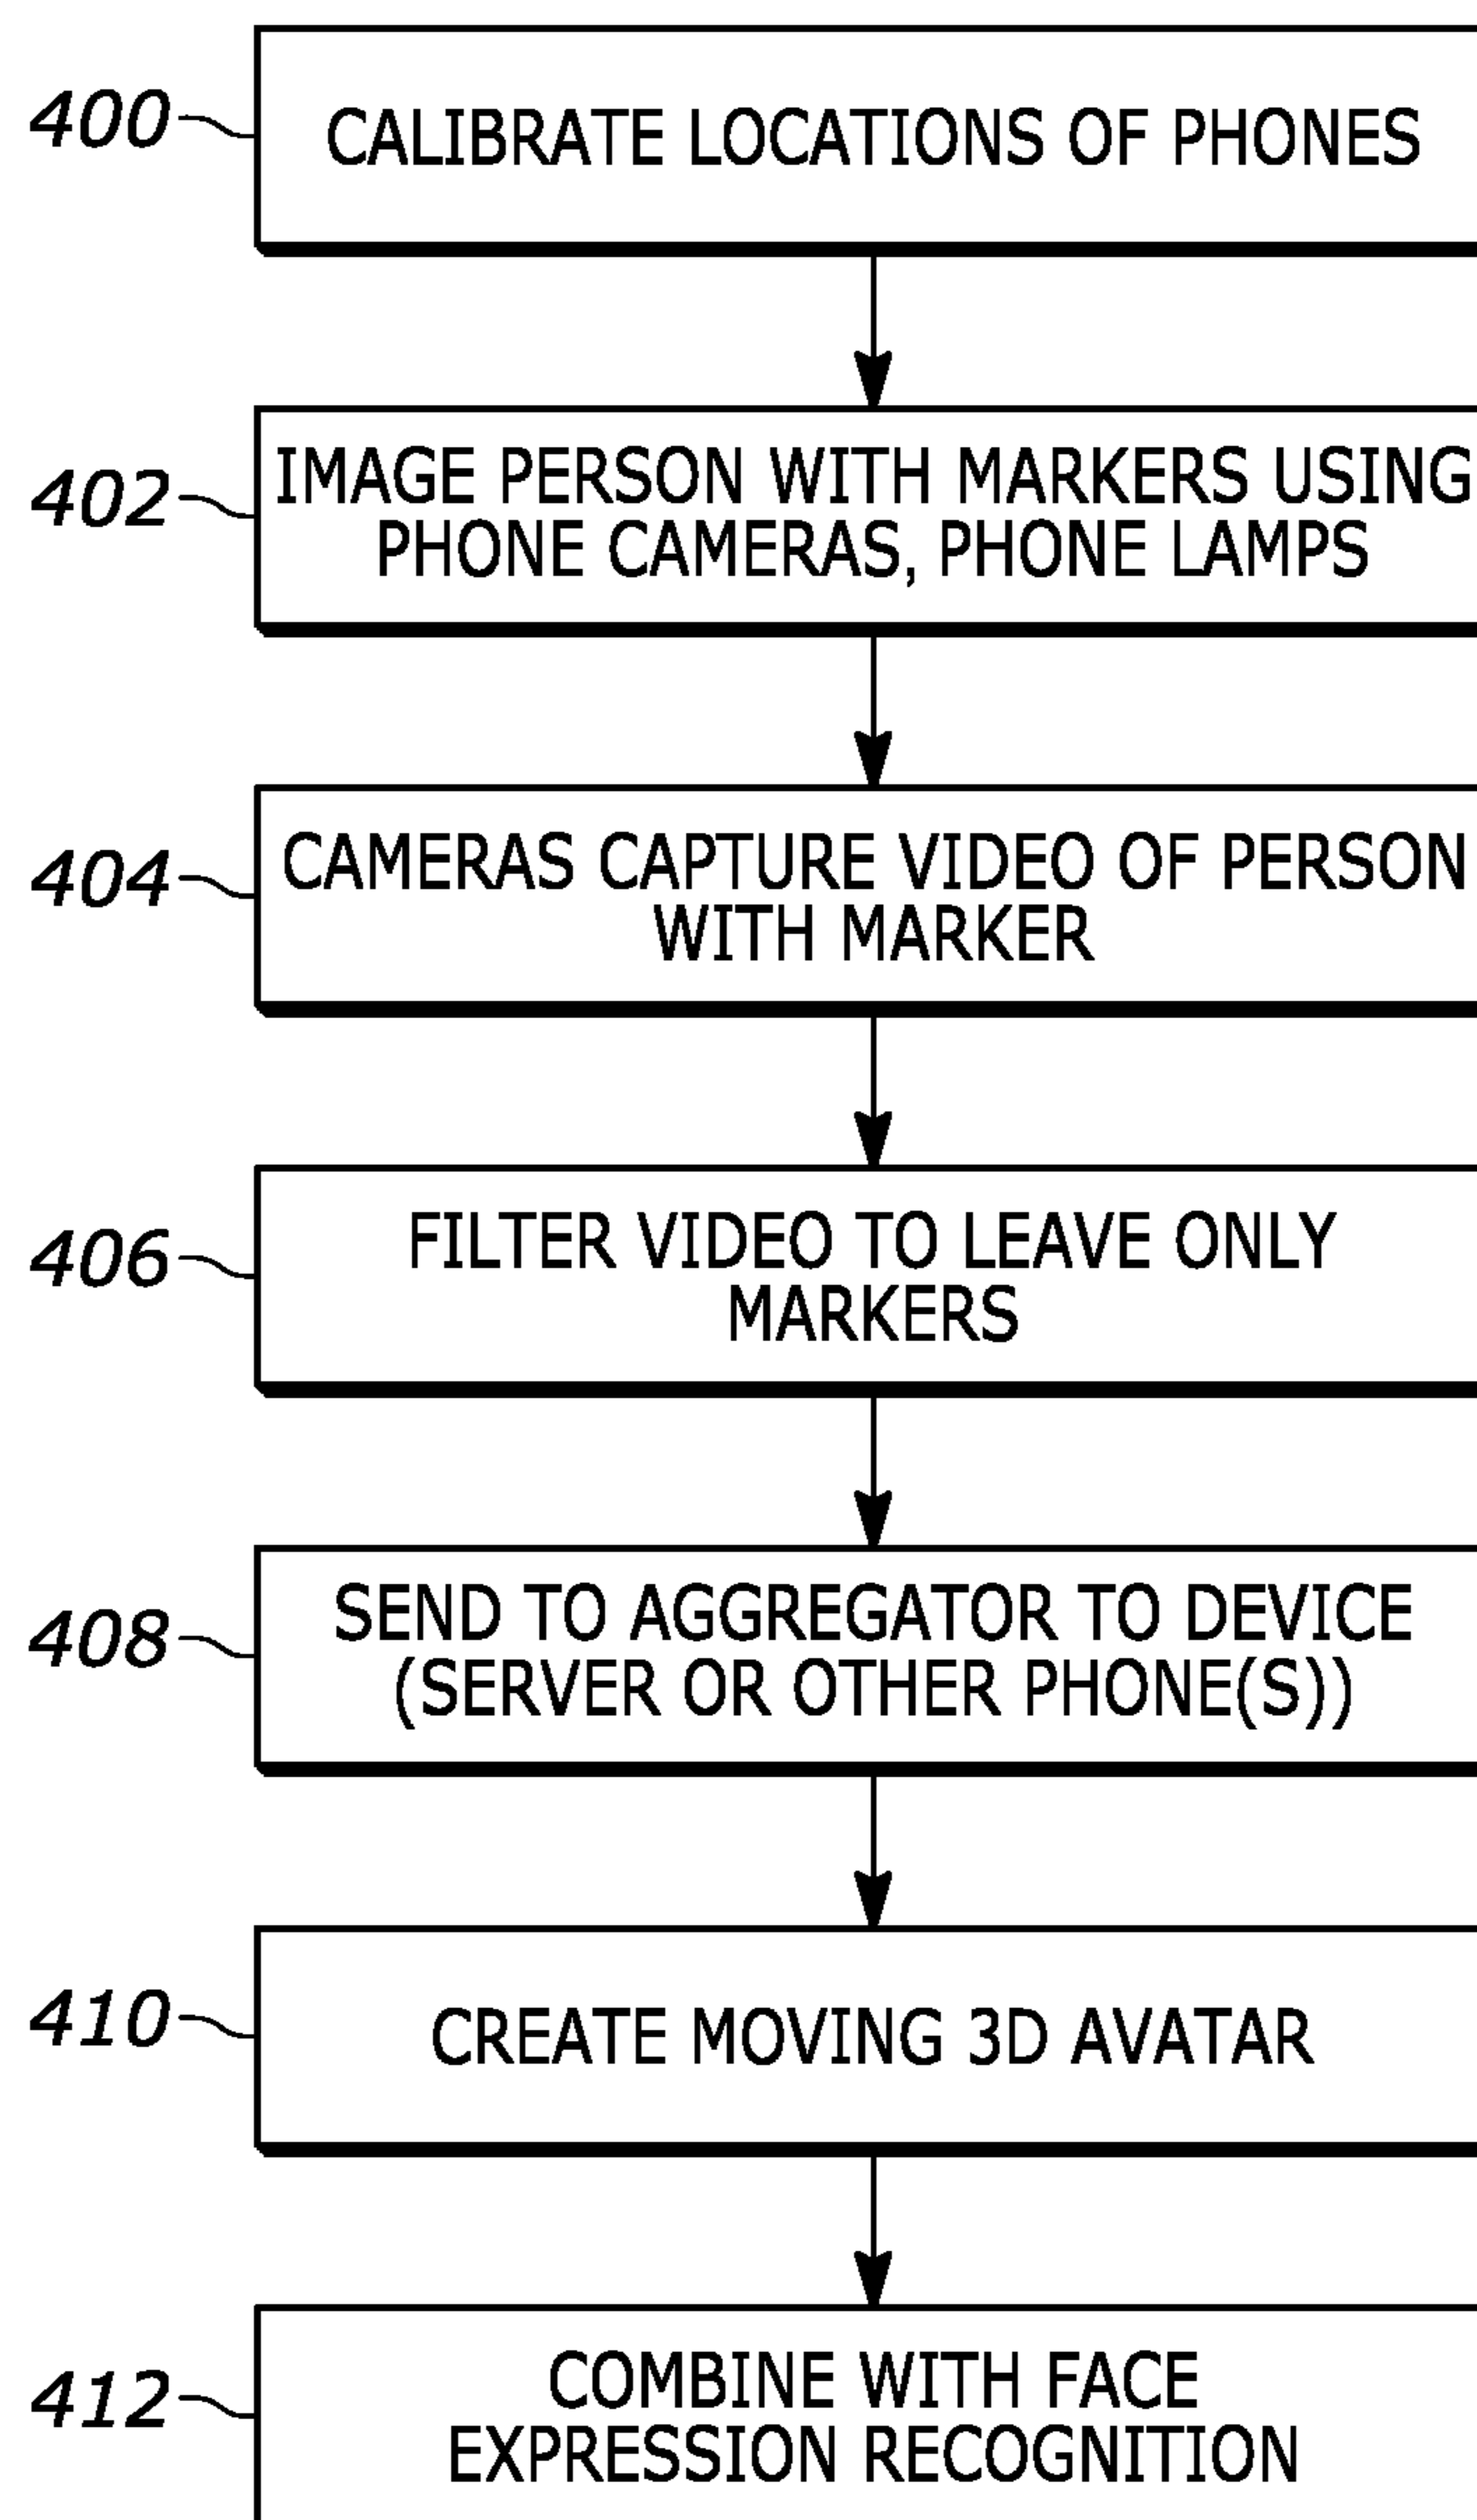 400
CALIBRATE LOCATIONS OF PHONES
402
IMAGE PERSON WITH MARKERS USING
PHONE CAMERAS, PHONE LAMPS
404
CAMERAS CAPTURE VIDEO OF PERSON
WITH MARKER
406
FILTER VIDEO TO LEAVE ONLY
MARKERS
408
SEND TO AGGREGATOR TO DEVICE
(SERVER OR OTHER PHONE(S))
410
CREATE MOVING 3D AVATAR
412
COMBINE WITH FACE
EXPRESSION RECOGNITION